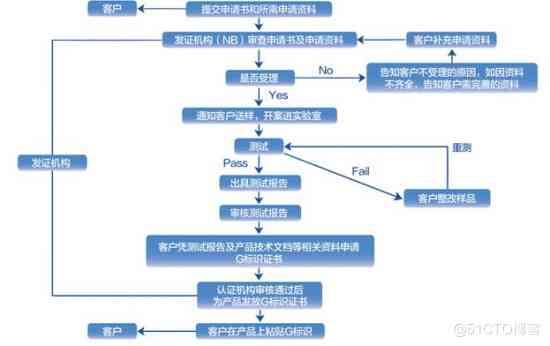 客户
提交申请书和所需申请资料
发证机构（NB）审查申请书及申请资料
客户补充申请资料
是否受理
No
告知客户不受理的原因，如因资料
不齐全，告知客户需完善的资料
Yes
通知客户送样，开案进实验室
测试
重测
发证机构
Pass
Fail
出具测试报告
客户整改样品
审核测试报告
客户凭测试报告及产品技术文档等相关资料申请
G标识证书
认证机构审核通过后
为产品发放G标识证书
客户
客户在产品上粘贴G标识
@51CTO博客